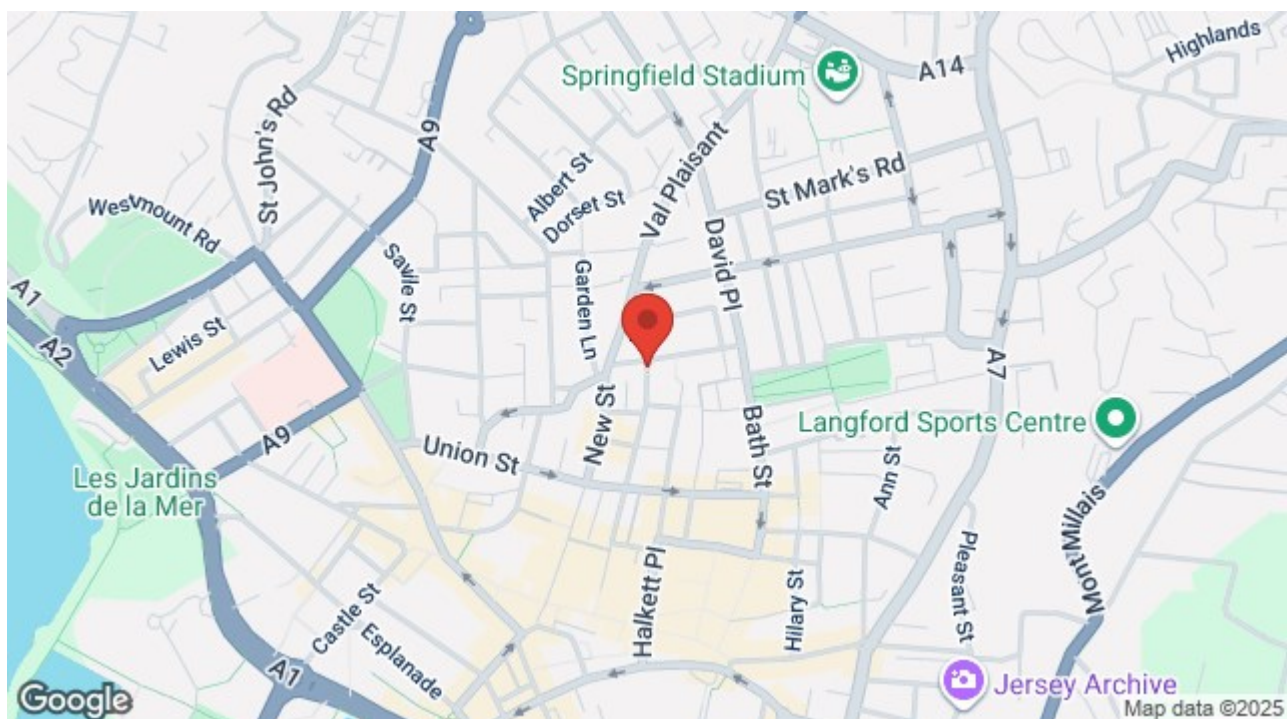 Highlands
Springfield Stadium
A14
St John's Rd
A9
Albert St
Val Plaisant
St Mark's Rd
Westmount Rd
Dorset St
Savile St
Garden Ln
David Pl
A1
A2
Lewis St
A7
New St
Bath St
Langford Sports Centre
A9
Union St
Ann St
Les Jardins
de la Mer
Mont Millais
Pleasant St
Castle St
Halkett Pl
Hilary St
Esplanade
A1
Jersey Archive
Google
Map data ©2025